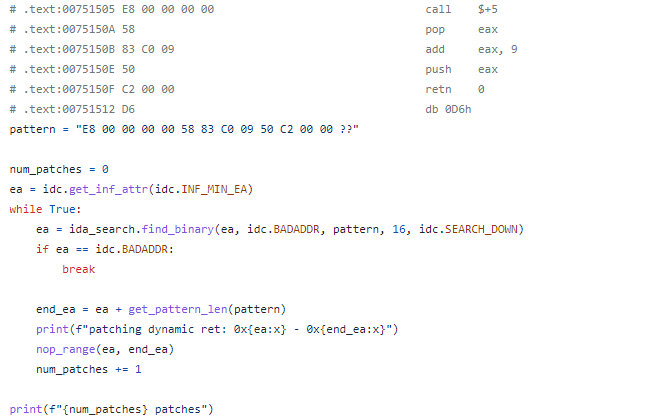 # .text:00751505 E8 00 00 00 00 call $+5
# .text:0075150A 58 pop eax
# .text:0075150B 83 C0 09 add eax, 9
# .text:0075150E 50 push eax
# .text:0075150F C2 00 00 retn 0
# .text:00751512 D6 db 0D6h
pattern = "E8 00 00 00 00 58 83 C0 09 50 C2 00 00 ??"

num_patches = 0
ea = idc.get_inf_attr(idc.INF_MIN_EA)
while True:
    ea = ida_search.find_binary(ea, idc.BADADDR, pattern, 16, idc.SEARCH_DOWN)
    if ea == idc.BADADDR:
        break

    end_ea = ea + get_pattern_len(pattern)
    print(f"patching dynamic ret: 0x{ea:x} - 0x{end_ea:x}")
    nop_range(ea, end_ea)
    num_patches += 1

print(f"{num_patches} patches")